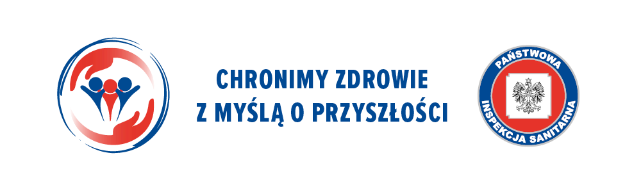 CHRONIMY ZDROWIE
Z MYŚLĄ O PRZYSZŁOŚCI
PAŃSTWOWA
INSPEKCJA SANITARNA